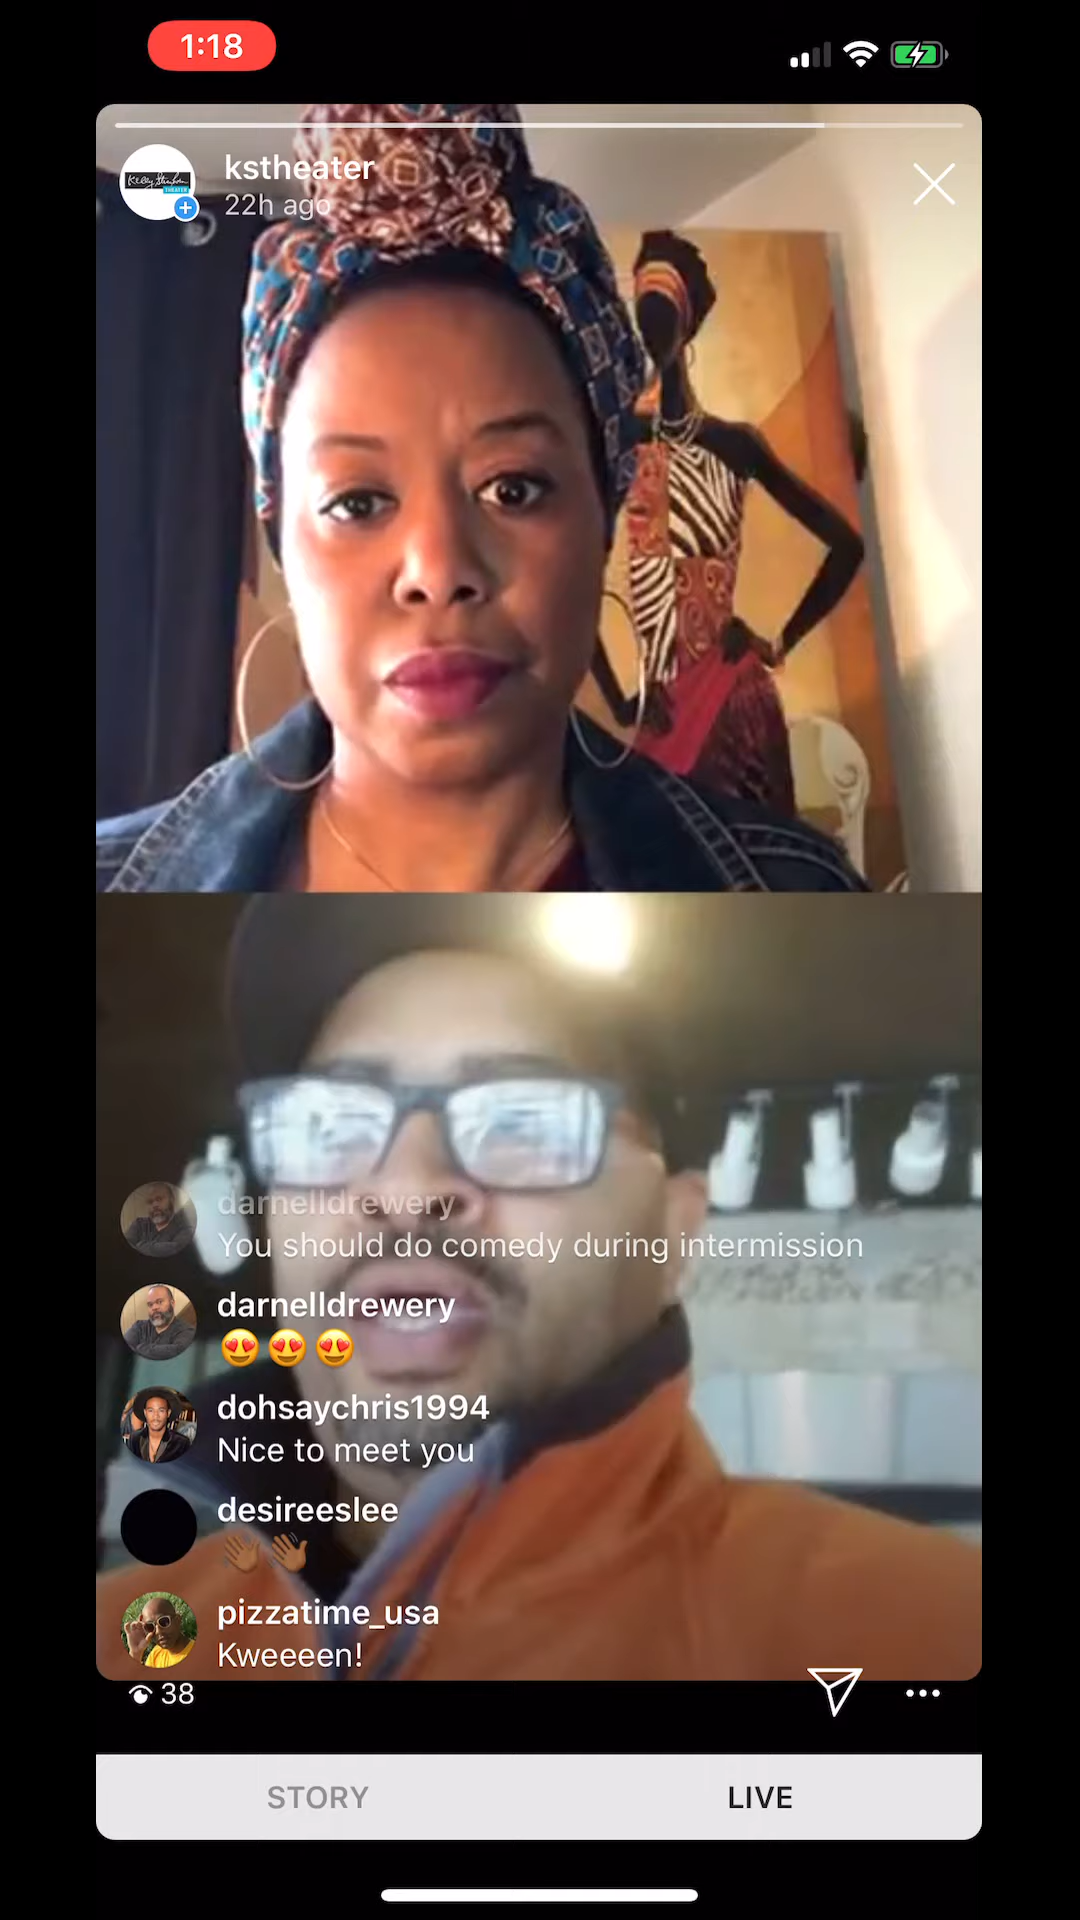 1:18
kstheater
22h ago
THEATER
darnelldrewery
You should do comedy during intermission
darnelldrewery
😍😍😍
dohsaychris1994
Nice to meet you
desireeslee
👋🏽👋🏽
pizzatime_usa
Kweeeen!
38
STORY
LIVE